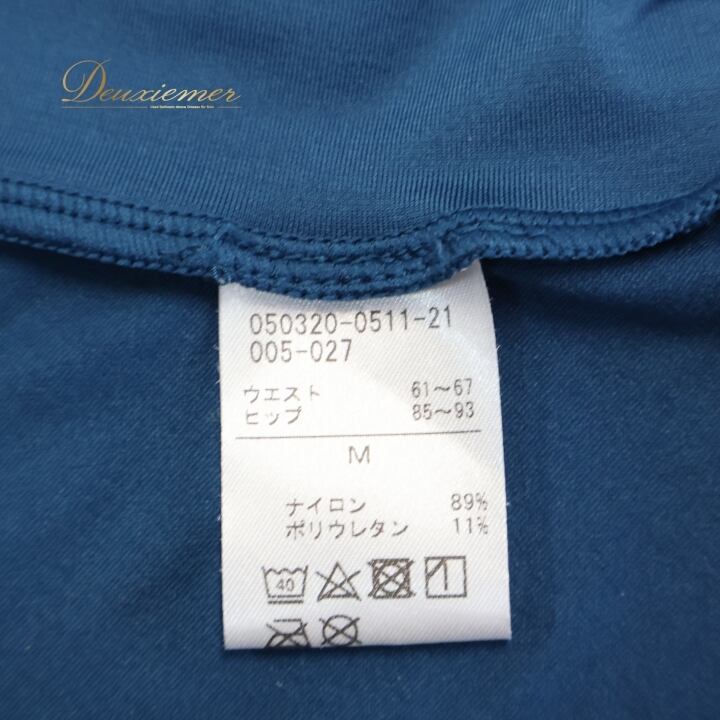 Deuxiemer
050320-0511-21
005-027
ウエスト 61～67
ヒップ 85～93
M
ナイロン 89%
ポリウレタン 11%
40